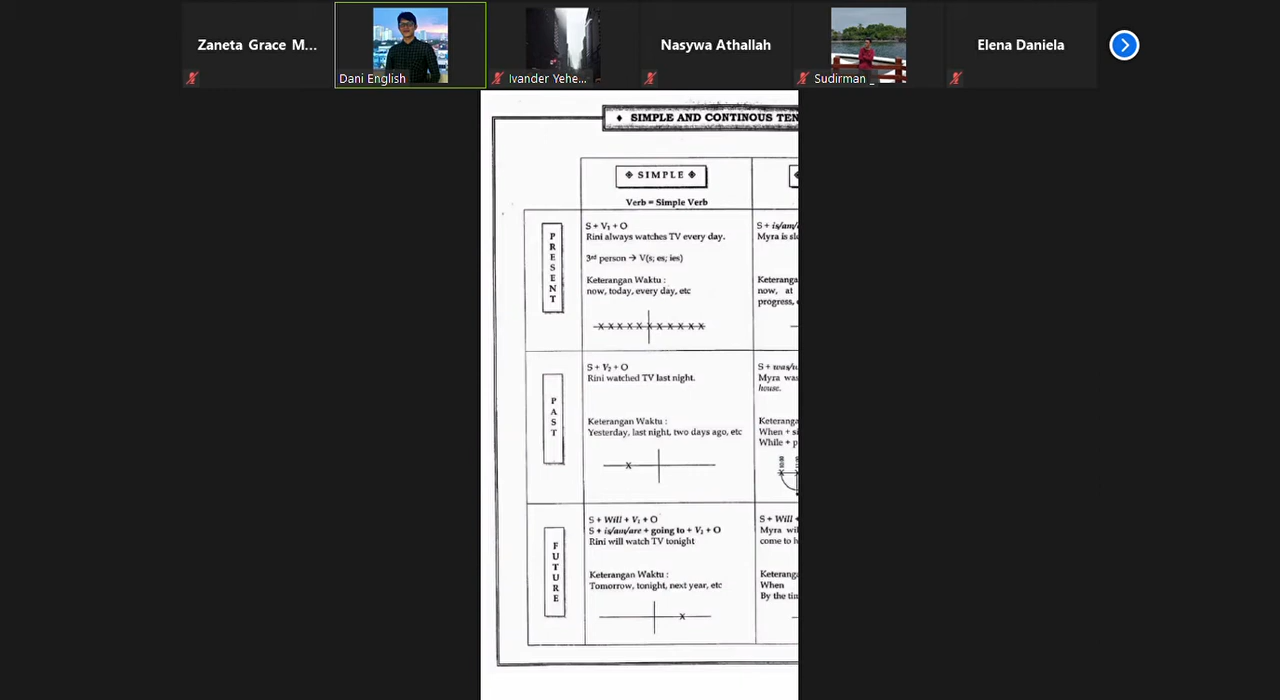 Zaneta Grace M...
Dani English
Ivander Yehe...
Nasywa Athallah
Sudirman _
Elena Daniela
♦ SIMPLE AND CONTINOUS TEN
◈ SIMPLE ◈
Verb = Simple Verb
PRESENT
S + V₁ + O
Rini always watches TV every day.
3rd person → V(s; es; ies)
Keterangan Waktu :
now, today, every day, etc
S + is/am/
Myra is sl
Keterang
now, at
progress,
PAST
S + V₂ + O
Rini watched TV last night.
Keterangan Waktu :
Yesterday, last night, two days ago, etc
S + was/
Myra was
house.
Keterang
When + s
While + p
FUTURE
S + Will + V₁ + O
S + is/am/are + going to + V₁ + O
Rini will watch TV tonight
Keterangan Waktu :
Tomorrow, tonight, next year, etc
S + Will +
Myra wil
come to h
Keterang
When
By the tin